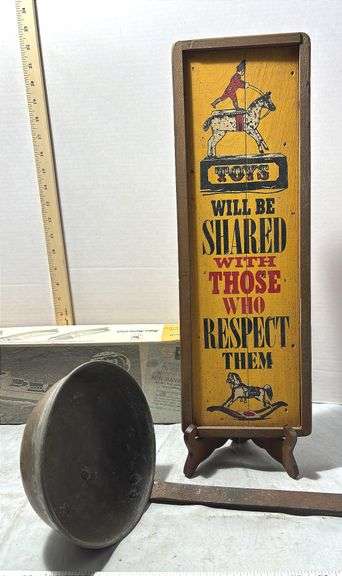 TOYS
WILL BE
SHARED
WITH
THOSE
WHO
RESPECT
THEM